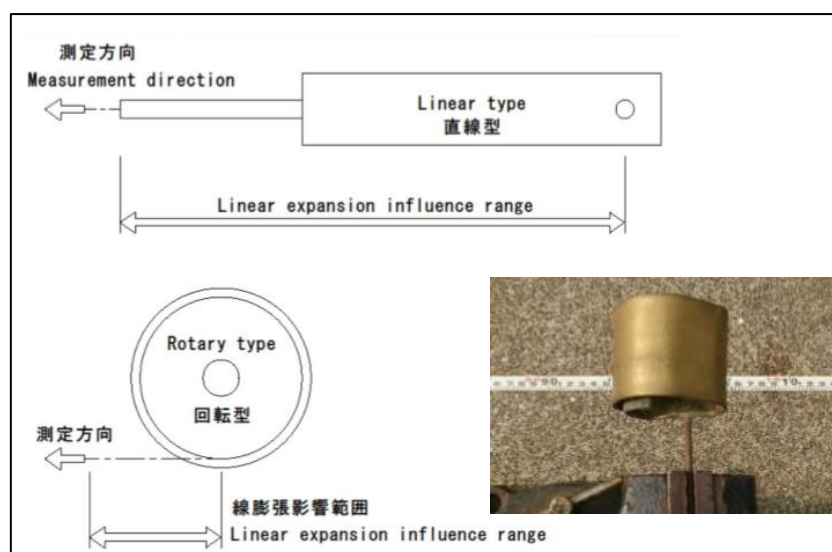 測定方向
Measurement direction
Linear type
直線型
Linear expansion influence range
Rotary type
回転型
測定方向
線膨張影響範囲
Linear expansion influence range